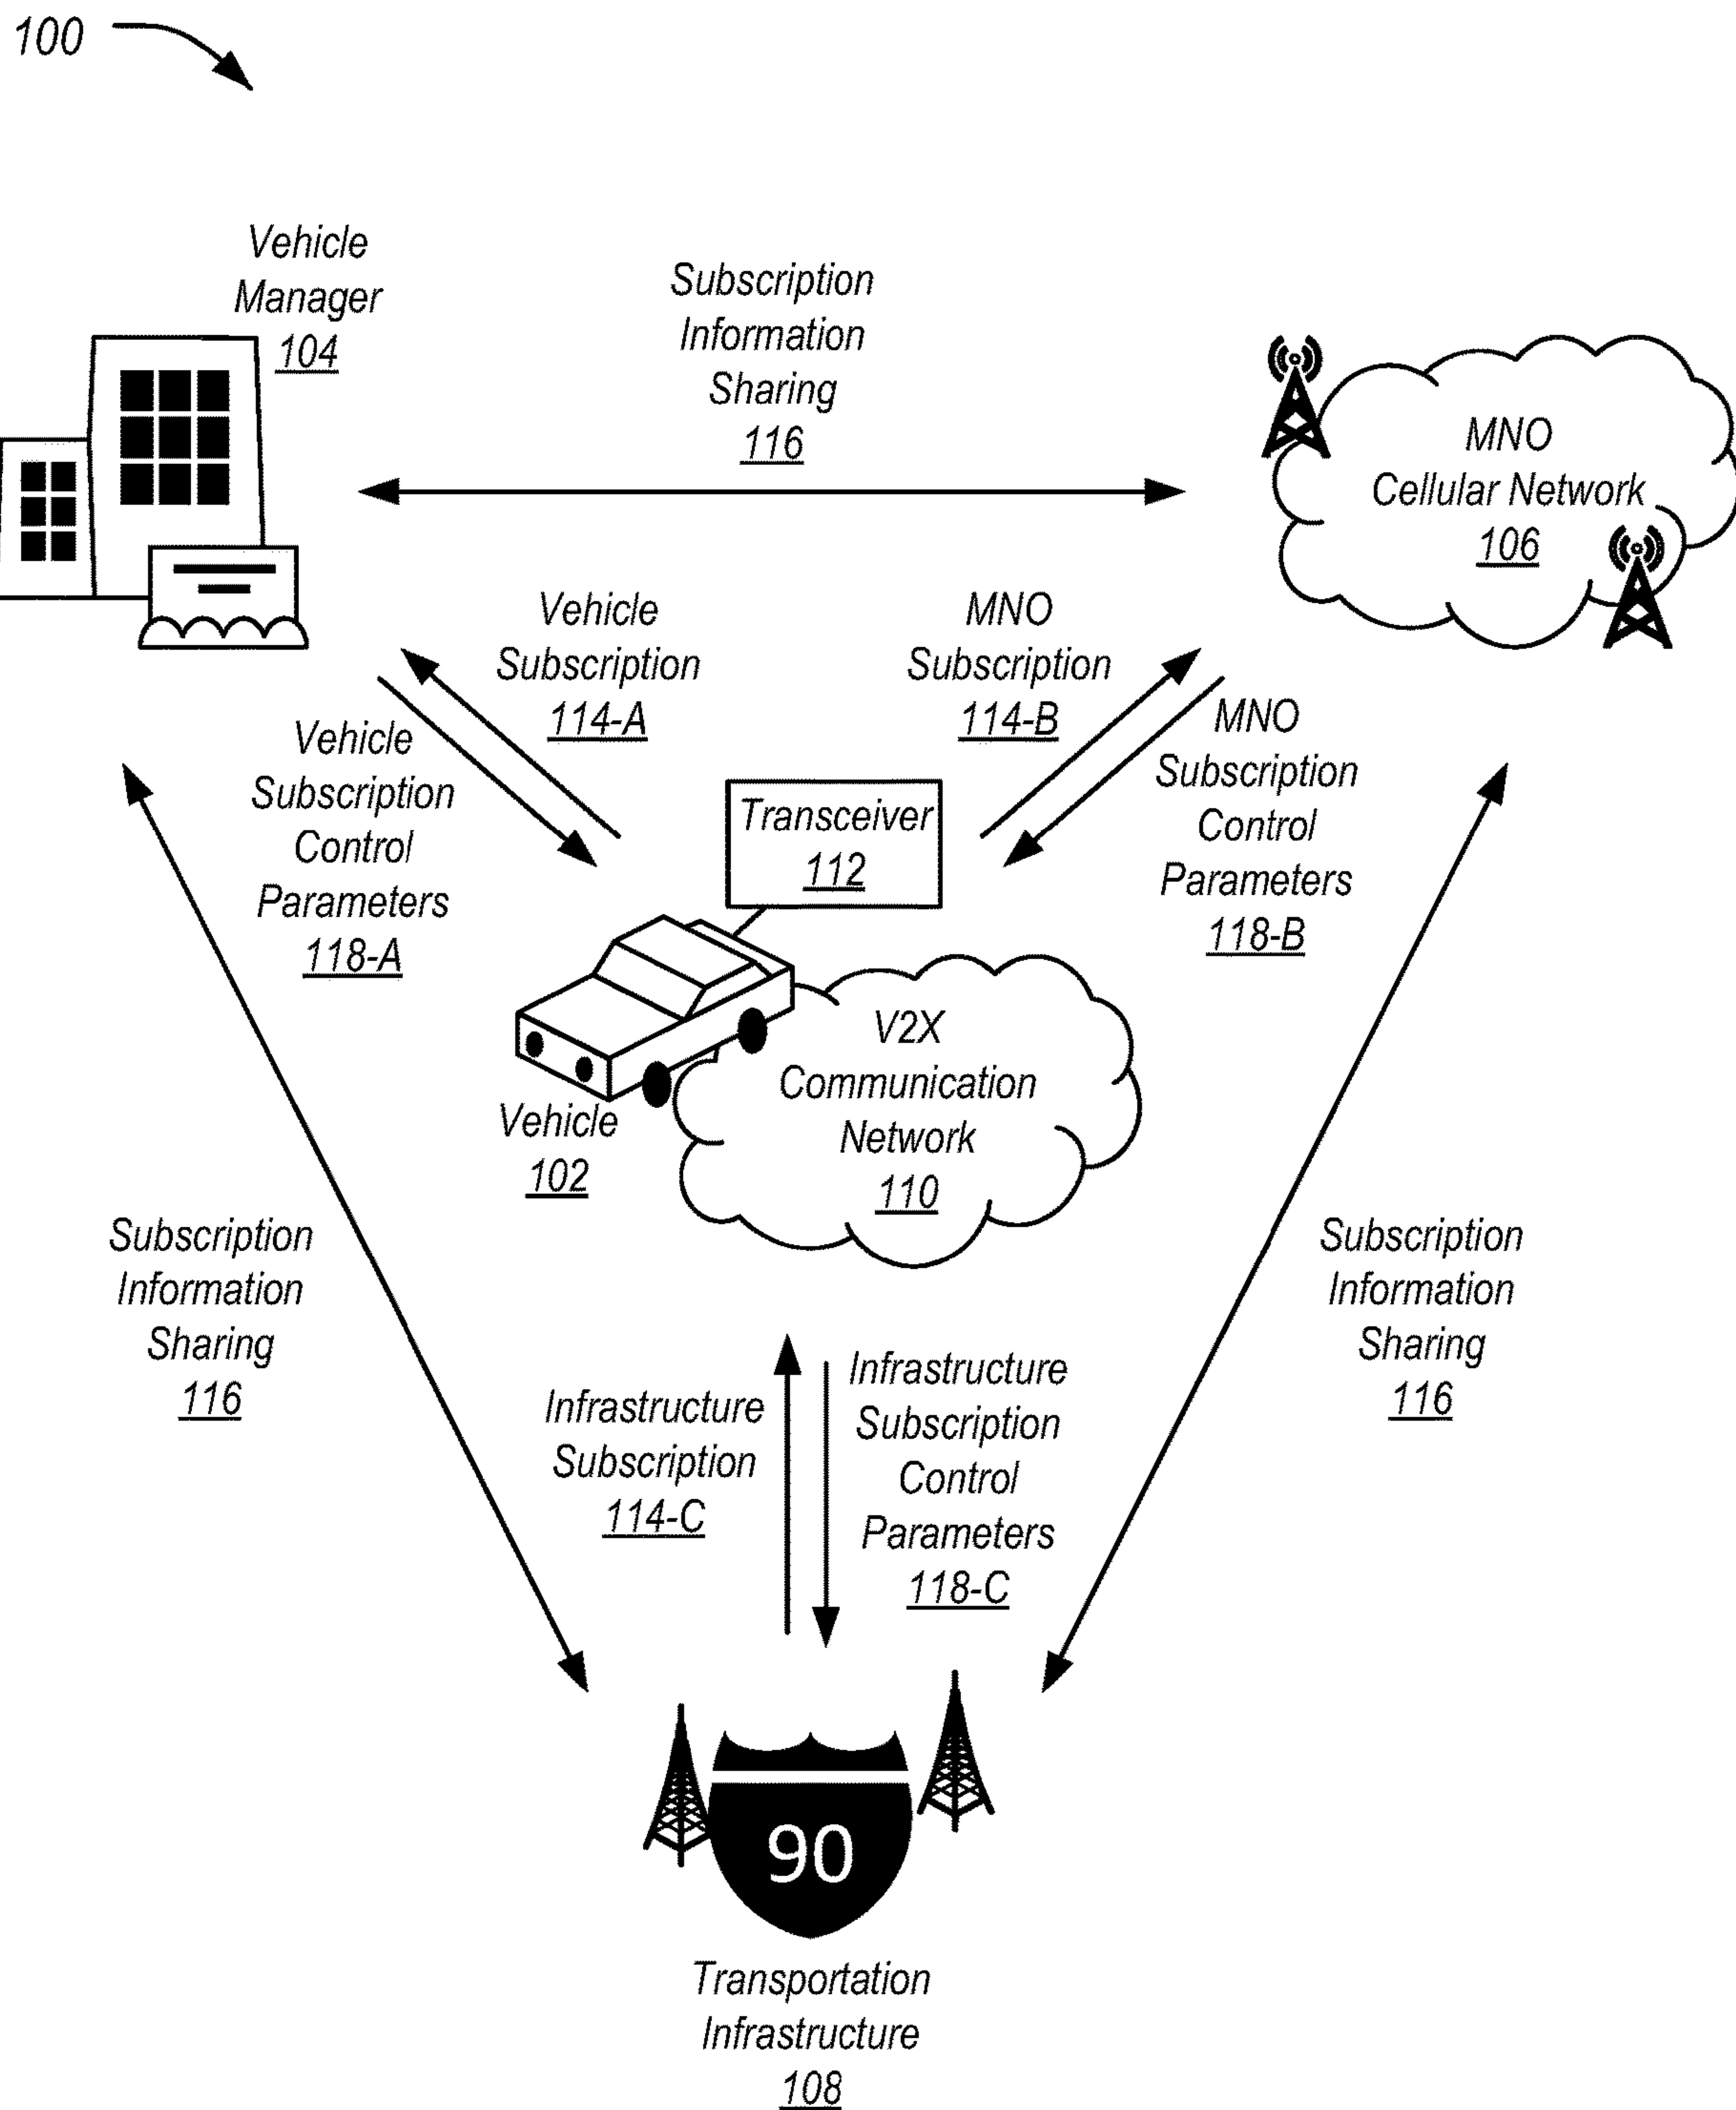 100
Vehicle
Manager
104
Subscription
Information
Sharing
116
MNO
Cellular Network
106
Vehicle
Subscription
114-A
MNO
Subscription
114-B
Vehicle
Subscription
Control
Parameters
118-A
MNO
Subscription
Control
Parameters
118-B
Transceiver
112
V2X
Communication
Network
110
Vehicle
102
Subscription
Information
Sharing
116
Subscription
Information
Sharing
116
Infrastructure
Subscription
114-C
Infrastructure
Subscription
Control
Parameters
118-C
90
Transportation
Infrastructure
108